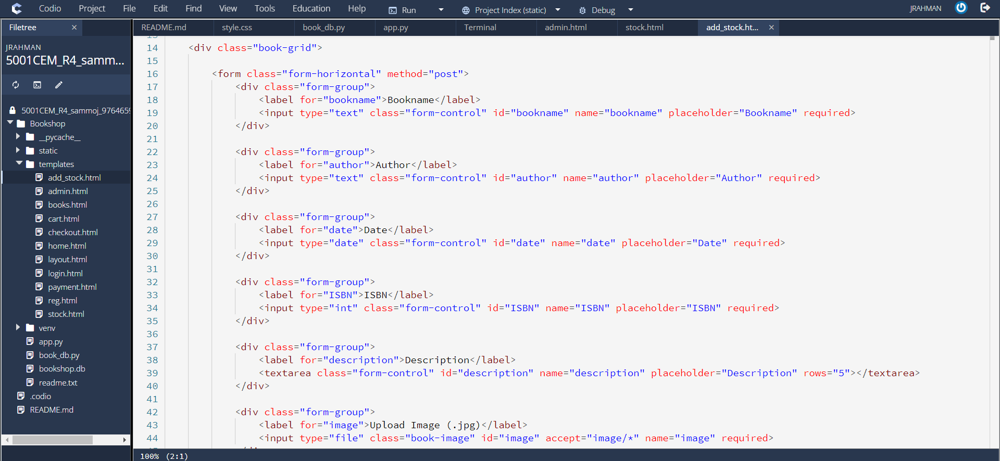 Codio Project File Edit Find View Tools Education Help Run Project Index (static) Debug JRAHMAN
Filetree ×
README.md style.css book_db.py app.py Terminal admin.html stock.html add_stock.ht... ×
JRAHMAN
5001CEM_R4_samm...
5001CEM_R4_sammoj_976465
Bookshop
__pycache__
static
templates
add_stock.html
admin.html
books.html
cart.html
checkout.html
home.html
layout.html
login.html
payment.html
reg.html
stock.html
venv
app.py
book_db.py
bookshop.db
readme.txt
.codio
README.md
14 <div class="book-grid">
15
16 <form class="form-horizontal" method="post">
17 <div class="form-group">
18 <label for="bookname">Bookname</label>
19 <input type="text" class="form-control" id="bookname" name="bookname" placeholder="Bookname" required>
20 </div>
21
22 <div class="form-group">
23 <label for="author">Author</label>
24 <input type="text" class="form-control" id="author" name="author" placeholder="Author" required>
25 </div>
26
27 <div class="form-group">
28 <label for="date">Date</label>
29 <input type="date" class="form-control" id="date" name="date" placeholder="Date" required>
30 </div>
31
32 <div class="form-group">
33 <label for="ISBN">ISBN</label>
34 <input type="int" class="form-control" id="ISBN" name="ISBN" placeholder="ISBN" required>
35 </div>
36
37 <div class="form-group">
38 <label for="description">Description</label>
39 <textarea class="form-control" id="description" name="description" placeholder="Description" rows="5"></textarea>
40 </div>
41
42 <div class="form-group">
43 <label for="image">Upload Image (.jpg)</label>
44 <input type="file" class="book-image" id="image" accept="image/*" name="image" required>
100% (2:1)